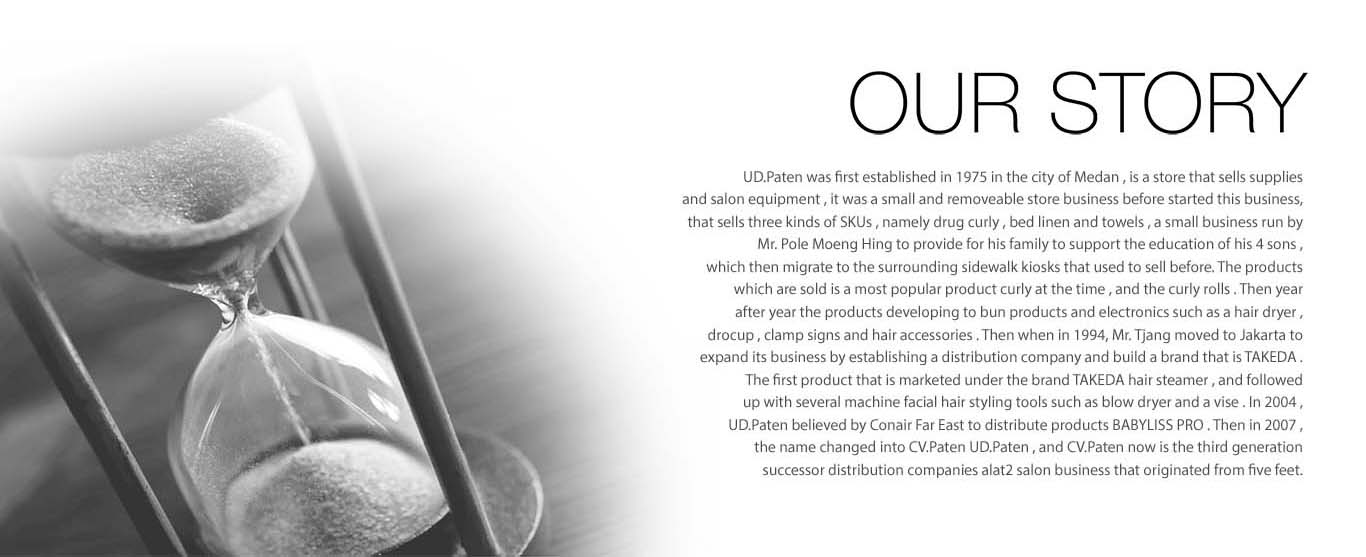 OUR STORY
UD.Paten was first established in 1975 in the city of Medan , is a store that sells supplies
and salon equipment , it was a small and removeable store business before started this business,
that sells three kinds of SKUs , namely drug curly , bed linen and towels , a small business run by
Mr. Pole Moeng Hing to provide for his family to support the education of his 4 sons ,
which then migrate to the surrounding sidewalk kiosks that used to sell before. The products
which are sold is a most popular product curly at the time , and the curly rolls . Then year
after year the products developing to bun products and electronics such as a hair dryer ,
drocup , clamp signs and hair accessories . Then when in 1994, Mr. Tjang moved to Jakarta to
expand its business by establishing a distribution company and build a brand that is TAKEDA .
The first product that is marketed under the brand TAKEDA hair steamer , and followed
up with several machine facial hair styling tools such as blow dryer and a vise . In 2004 ,
UD.Paten believed by Conair Far East to distribute products BABYLISS PRO . Then in 2007 ,
the name changed into CV.Paten UD.Paten , and CV.Paten now is the third generation
successor distribution companies alat2 salon business that originated from five feet.